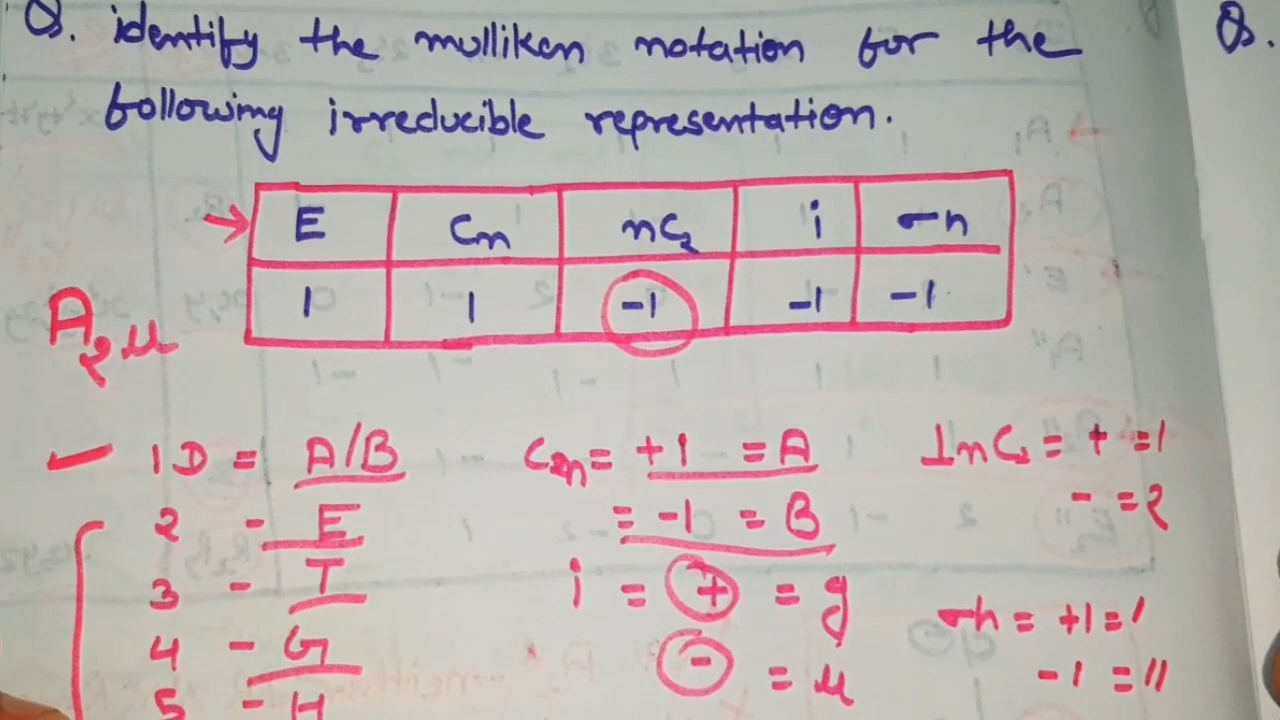 Q. identify the mulliken notation for the
Q.
following irreducible representation.
→ E Cn nC2 i σh
1 1 -1 -1 -1
A2u
1D = A/B
2 - E
3 - T
4 - G
5 - H
Cn = +1 = A
= -1 = B
i = + = g
- = u
⊥nC2 = + = 1
- = 2
σh = +1 = '
-1 = "